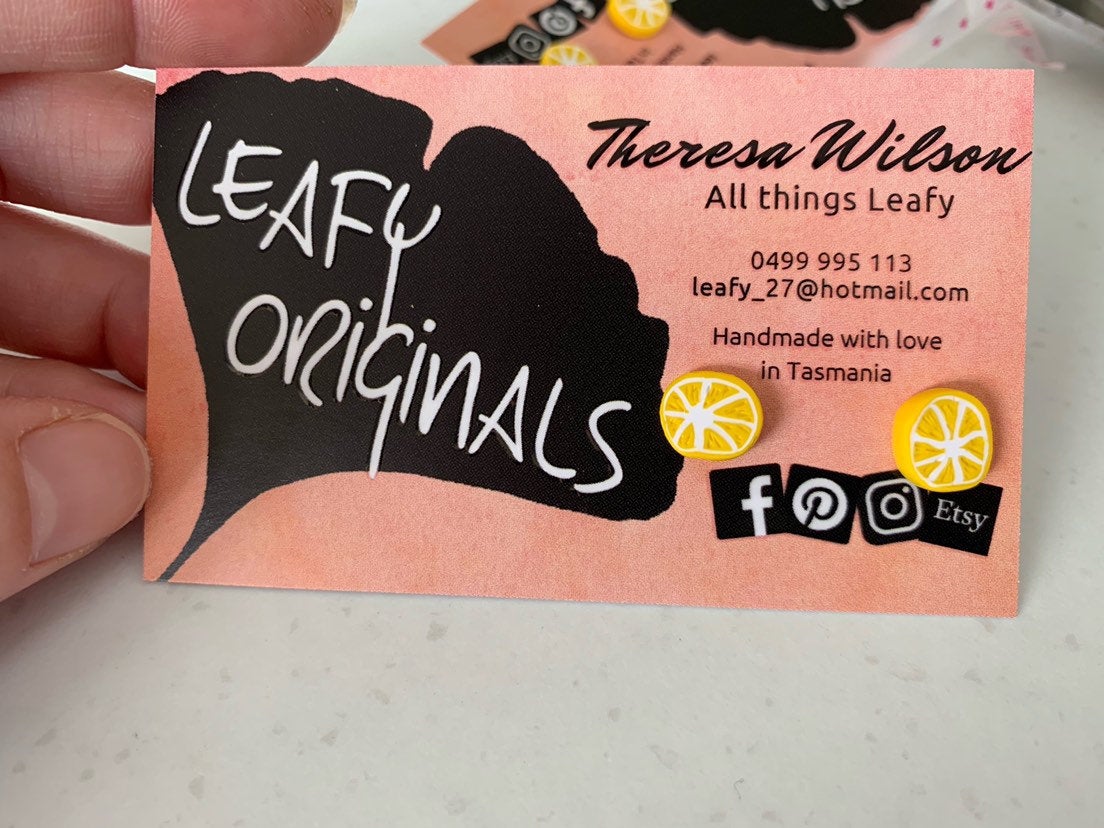 LEAFY
ORIGINALS
Theresa Wilson
All things Leafy
0499 995 113
leafy_27@hotmail.com
Handmade with love
in Tasmania
Etsy